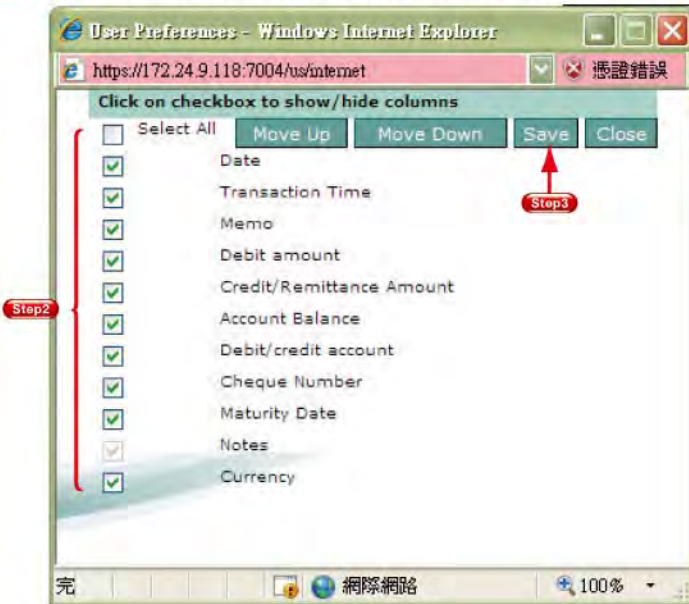 User Preferences - Windows Internet Explorer
https://172.24.9.118:7004/us/internet 憑證錯誤
Click on checkbox to show/hide columns
Select All Move Up Move Down Save Close
Date
Transaction Time
Step3
Memo
Debit amount
Credit/Remittance Amount
Step2
Account Balance
Debit/credit account
Cheque Number
Maturity Date
Notes
Currency
完 網際網路 100%